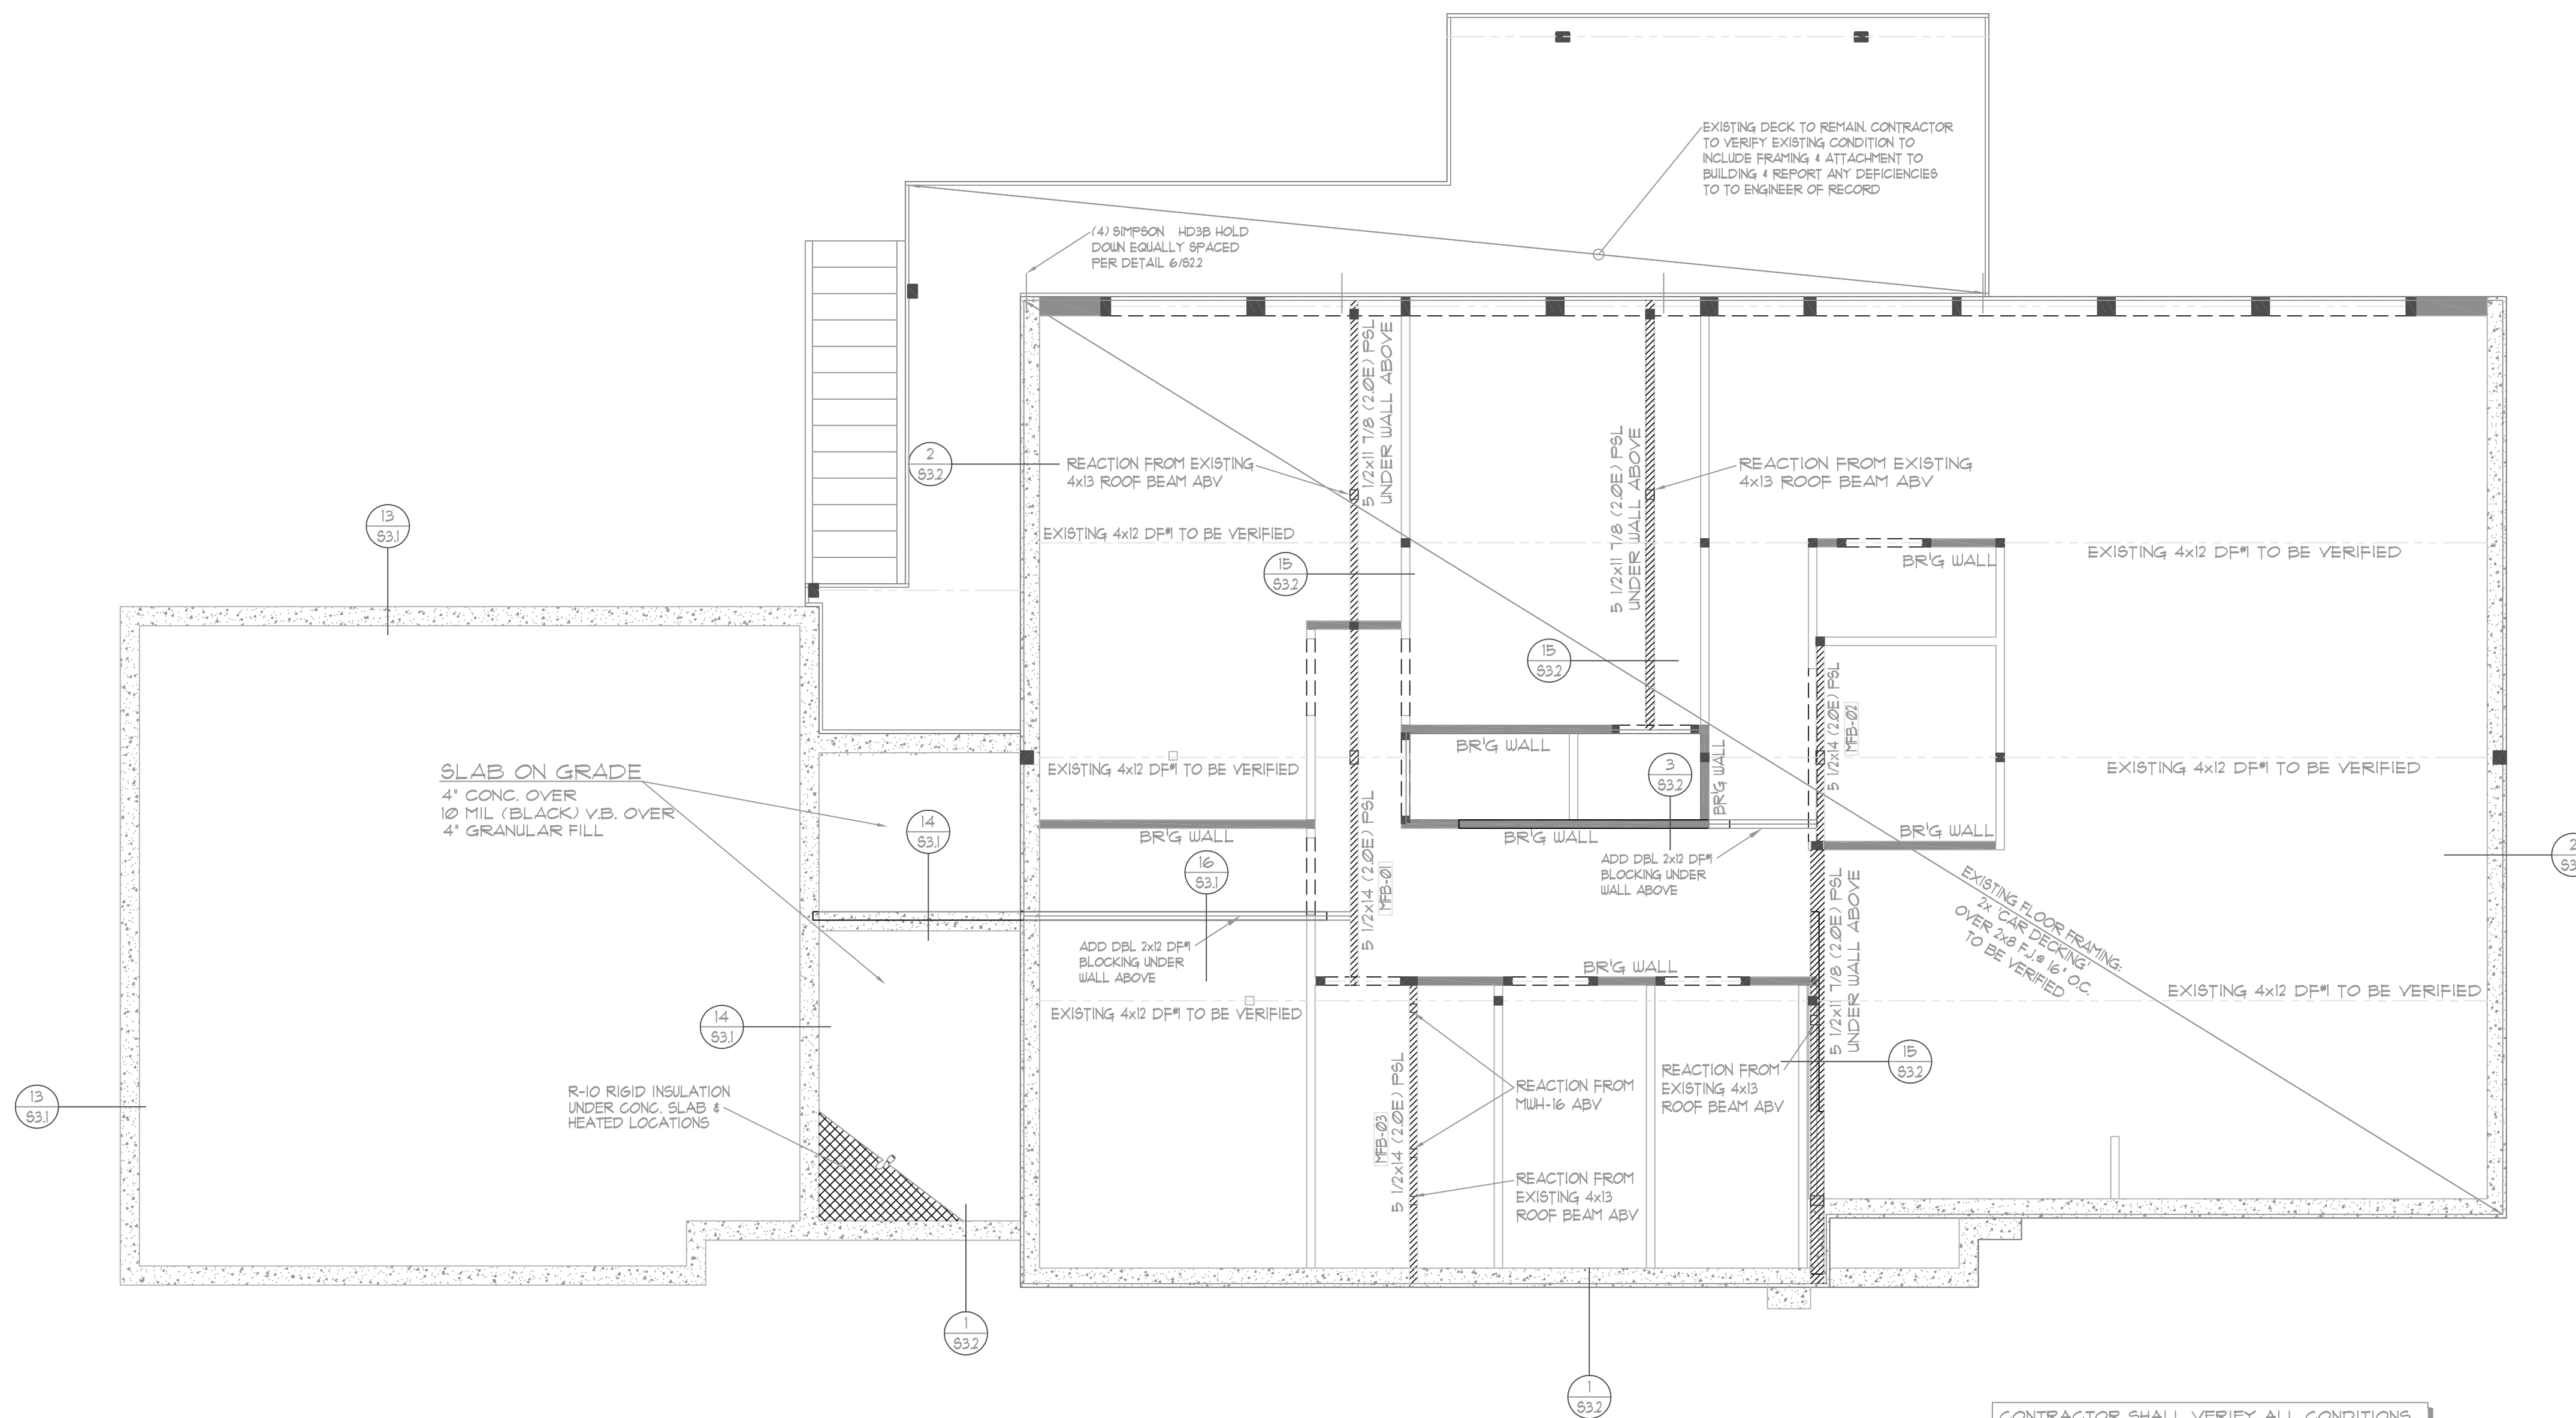 EXISTING DECK TO REMAIN. CONTRACTOR
TO VERIFY EXISTING CONDITION TO
INCLUDE FRAMING & ATTACHMENT TO
BUILDING & REPORT ANY DEFICIENCIES
TO TO ENGINEER OF RECORD
(4) SIMPSON HD3B HOLD
DOWN EQUALLY SPACED
PER DETAIL 6/S2.2
5 1/2x11 7/8 (2.0E) PSL
UNDER WALL ABOVE
5 1/2x11 7/8 (2.0E) PSL
UNDER WALL ABOVE
2
S3.2
REACTION FROM EXISTING
4x13 ROOF BEAM ABV
REACTION FROM EXISTING
4x13 ROOF BEAM ABV
13
S3.1
EXISTING 4x12 DF#1 TO BE VERIFIED
EXISTING 4x12 DF#1 TO BE VERIFIED
BR'G WALL
15
S3.2
15
S3.2
5 1/2x14 (2.0E) PSL
MFB-02
BR'G WALL
BR'G WALL
EXISTING 4x12 DF#1 TO BE VERIFIED
EXISTING 4x12 DF#1 TO BE VERIFIED
3
S3.2
SLAB ON GRADE
4" CONC. OVER
10 MIL (BLACK) V.B. OVER
4" GRANULAR FILL
14
S3.1
BR'G WALL
BR'G WALL
BR'G WALL
16
S3.1
5 1/2x14 (2.0E) PSL
MFB-01
ADD DBL 2x12 DF#1
BLOCKING UNDER
WALL ABOVE
2
ADD DBL 2x12 DF#1
BLOCKING UNDER
WALL ABOVE
BR'G WALL
5 1/2x11 7/8 (2.0E) PSL
UNDER WALL ABOVE
EXISTING FLOOR FRAMING:
2x 'CAR DECKING'
OVER 2x8 F.J.@ 16" O.C.
TO BE VERIFIED
EXISTING 4x12 DF#1 TO BE VERIFIED
EXISTING 4x12 DF#1 TO BE VERIFIED
14
S3.1
15
S3.2
13
S3.1
R-10 RIGID INSULATION
UNDER CONC. SLAB &
HEATED LOCATIONS
MFB-03
5 1/2x14 (2.0E) PSL
REACTION FROM
MWH-16 ABV
REACTION FROM
EXISTING 4x13
ROOF BEAM ABV
REACTION FROM
EXISTING 4x13
ROOF BEAM ABV
1
S3.2
1
S3.2
CONTRACTOR SHALL VERIFY ALL CONDITIONS